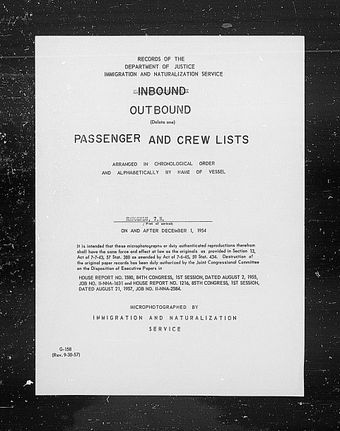 RECORDS OF THE
DEPARTMENT OF JUSTICE
IMMIGRATION AND NATURALIZATION SERVICE
INBOUND
OUTBOUND
(Delete one)
PASSENGER AND CREW LISTS
ARRANGED IN CHRONOLOGICAL ORDER
AND ALPHABETICALLY BY NAME OF VESSEL
(Port of arrival)
ON AND AFTER DECEMBER 1, 1954
It is intended that these microphotographs or duly authenticated reproductions therefrom
shall have the same force and effect at law as the originals as provided in Section 12,
Act of 7-7-43, 57 Stat. 380 as amended by Act of 7-6-45, 59 Stat. 434. Destruction of
the original paper records has been duly authorized by the Joint Congressional Committee
on the Disposition of Executive Papers in
HOUSE REPORT NO. 1580, 84TH CONGRESS, 1ST SESSION, DATED AUGUST 2, 1955,
JOB NO. II-NNA-1631 and HOUSE REPORT NO. 1216, 85TH CONGRESS, 1ST SESSION,
DATED AUGUST 21, 1957, JOB NO. II-NNA-2384.
MICROPHOTOGRAPHED BY
IMMIGRATION AND NATURALIZATION
SERVICE
G-158
(Rev. 9-30-57)